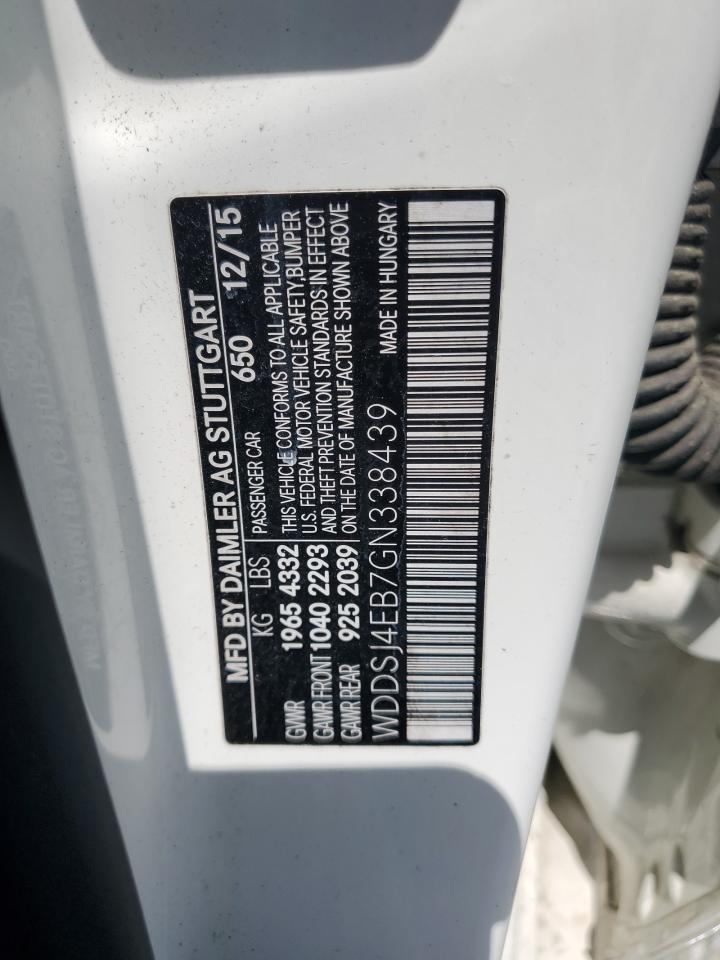 MFD BY DAIMLER AG STUTTGART
650 12/15
KG LBS PASSENGER CAR
GVWR 1965 4332 THIS VEHICLE CONFORMS TO ALL APPLICABLE
GAWR FRONT 1040 2293 U.S. FEDERAL MOTOR VEHICLE SAFETY,BUMPER
AND THEFT PREVENTION STANDARDS IN EFFECT
GAWR REAR 925 2039 ON THE DATE OF MANUFACTURE SHOWN ABOVE
WDDSJ4EB7GN338439 MADE IN HUNGARY